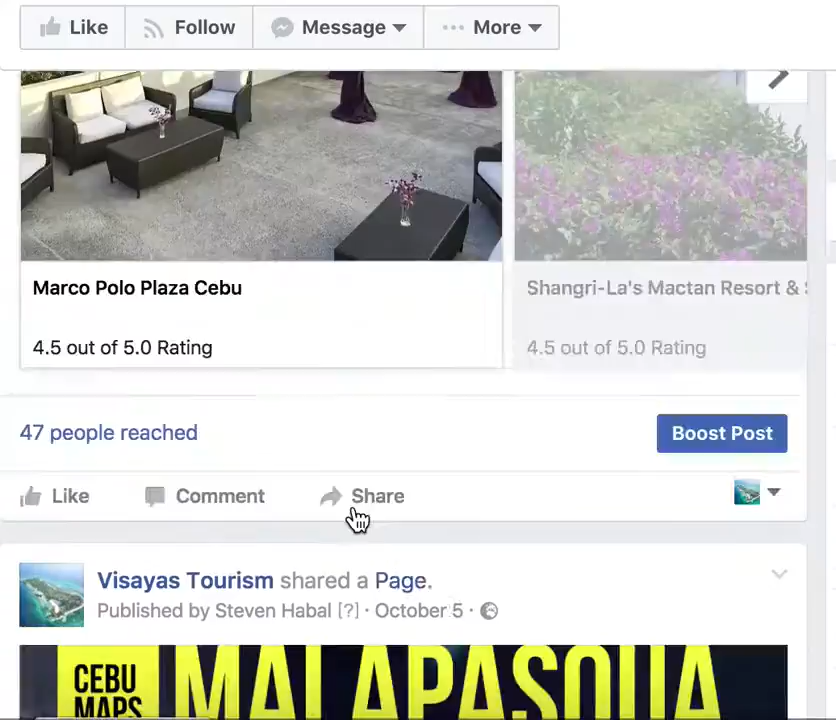 Like Follow Message More
Marco Polo Plaza Cebu
4.5 out of 5.0 Rating
Shangri-La's Mactan Resort &
4.5 out of 5.0 Rating
47 people reached
Boost Post
Like Comment Share
Visayas Tourism shared a Page.
Published by Steven Habal [?] · October 5 ·
CEBU
MAPS
MALAPASQUA